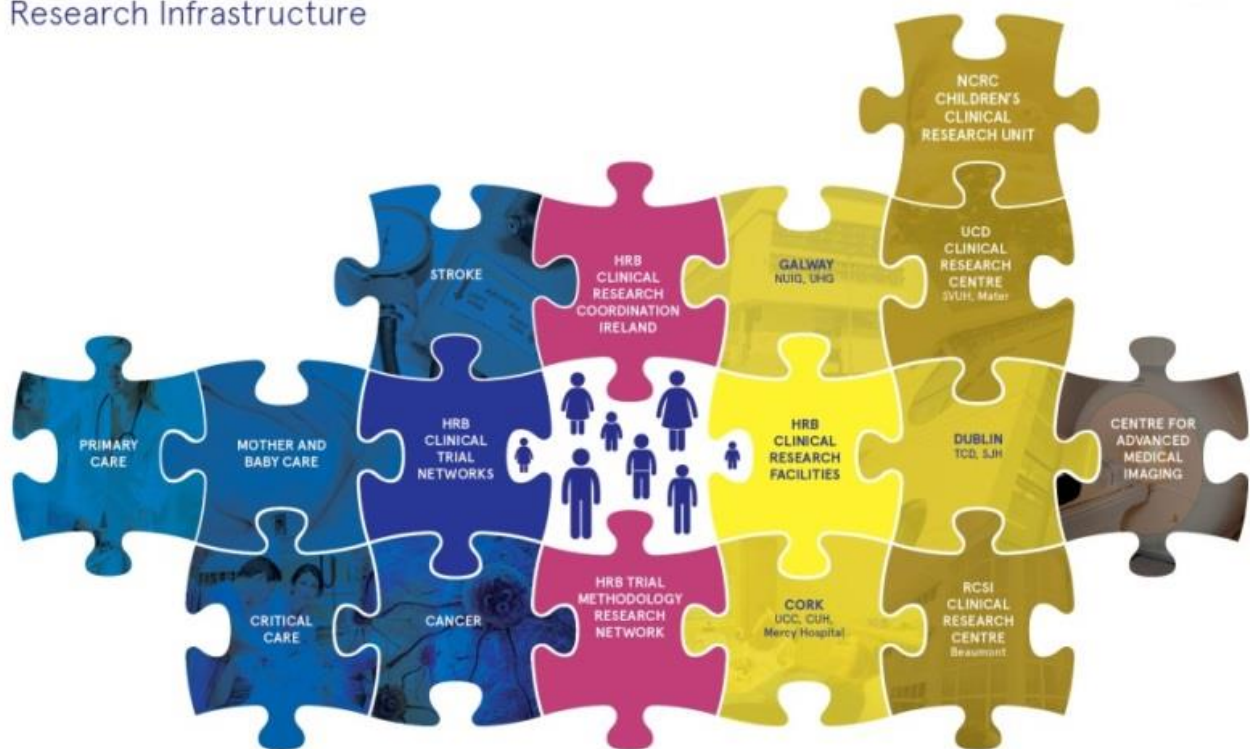 Research Infrastructure
NCRC
CHILDREN'S
CLINICAL
RESEARCH UNIT
STROKE
HRB
CLINICAL
RESEARCH
COORDINATION
IRELAND
GALWAY
NUIG, UHG
UCD
CLINICAL
RESEARCH
CENTRE
SVUH, Mater
PRIMARY
CARE
MOTHER AND
BABY CARE
HRB
CLINICAL
TRIAL
NETWORKS
HRB
CLINICAL
RESEARCH
FACILITIES
DUBLIN
TCD, SJH
CENTRE FOR
ADVANCED
MEDICAL
IMAGING
CRITICAL
CARE
CANCER
HRB TRIAL
METHODOLOGY
RESEARCH
NETWORK
CORK
UCC, CUH,
Mercy Hospital
RCSI
CLINICAL
RESEARCH
CENTRE
Beaumont